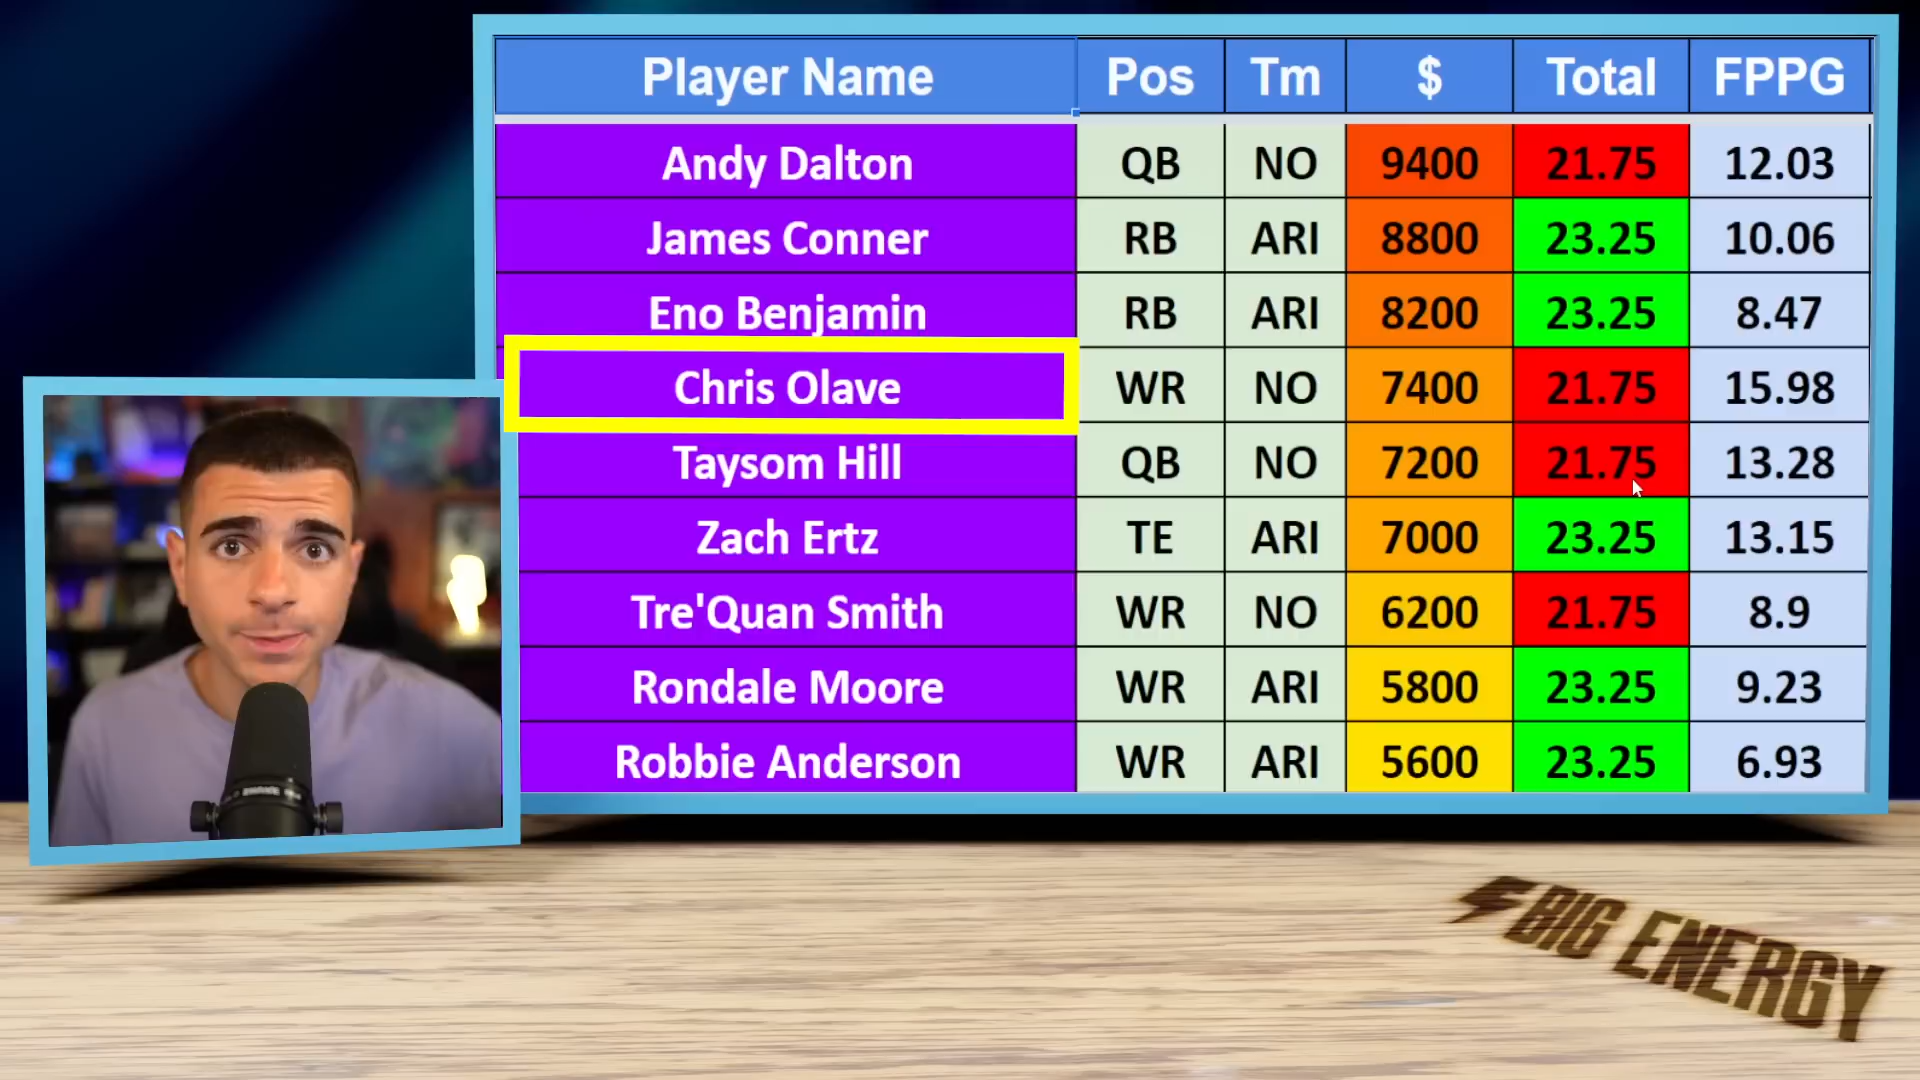 Player Name Pos Tm $ Total FPPG
Andy Dalton QB NO 9400 21.75 12.03
James Conner RB ARI 8800 23.25 10.06
Eno Benjamin RB ARI 8200 23.25 8.47
Chris Olave WR NO 7400 21.75 15.98
Taysom Hill QB NO 7200 21.75 13.28
Zach Ertz TE ARI 7000 23.25 13.15
Tre'Quan Smith WR NO 6200 21.75 8.9
Rondale Moore WR ARI 5800 23.25 9.23
Robbie Anderson WR ARI 5600 23.25 6.93
BIG ENERGY